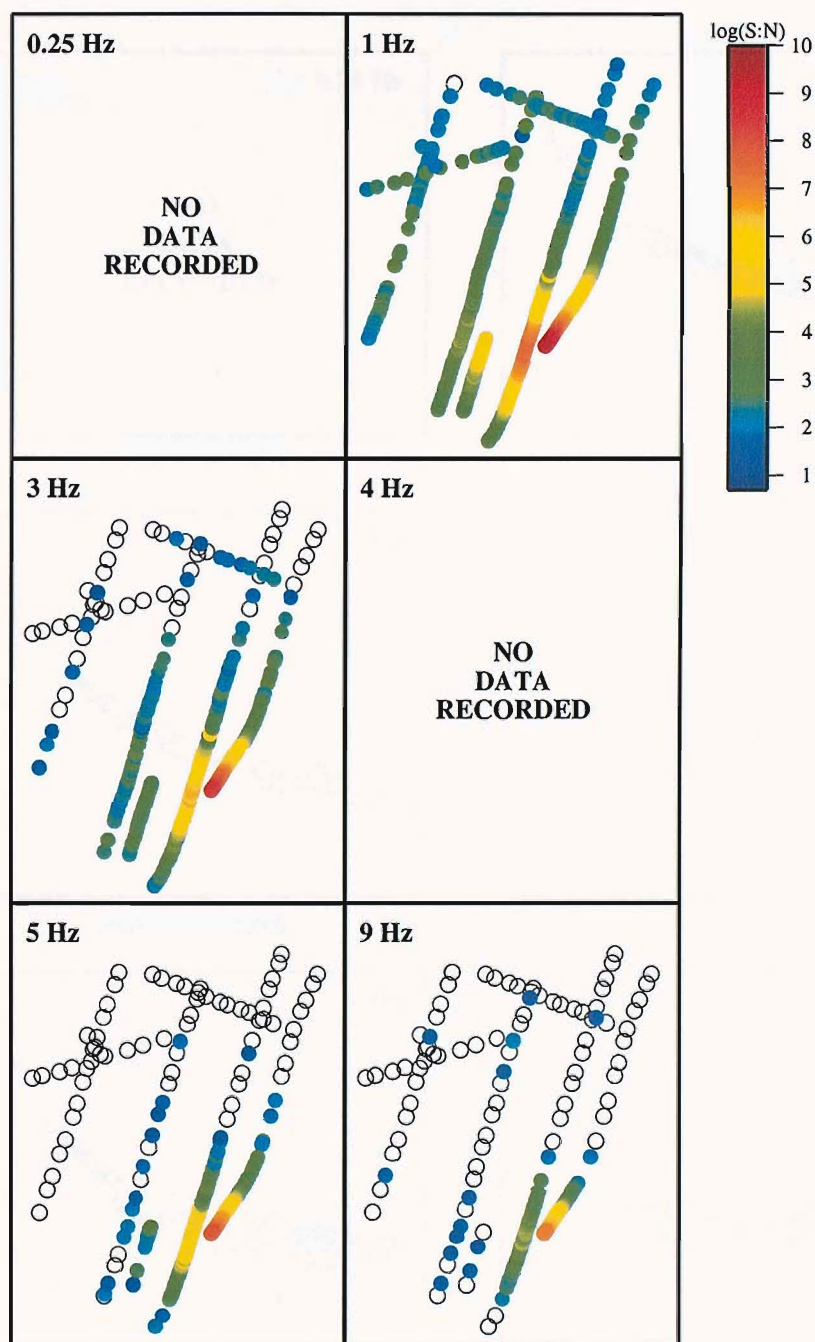 0.25 Hz
NO
DATA
RECORDED
1 Hz
log(S:N)
10
9
8
7
6
5
4
3
2
1
3 Hz
4 Hz
NO
DATA
RECORDED
5 Hz
9 Hz